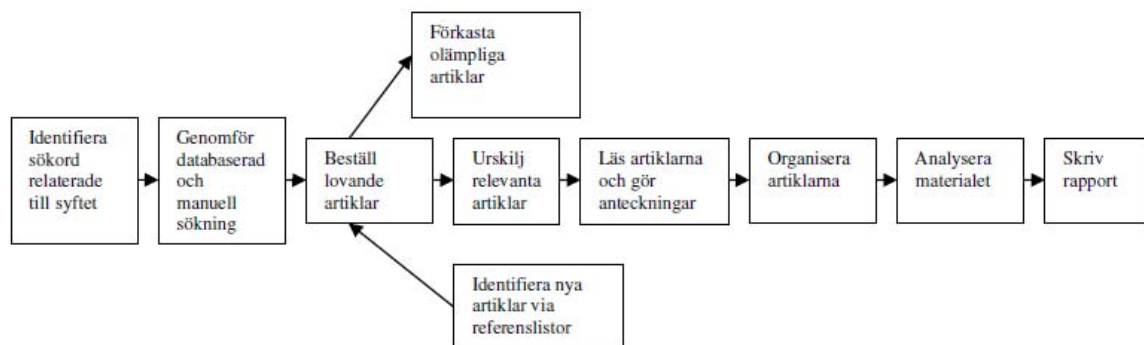 Förkasta
olämpliga
artiklar
Identifiera
sökord
relaterade
till syftet
Genomför
databaserad
och
manuell
sökning
Beställ
lovande
artiklar
Urskilj
relevanta
artiklar
Läs artiklarna
och gör
anteckningar
Organisera
artiklarna
Analysera
materialet
Skriv
rapport
Identifiera nya
artiklar via
referenslistor